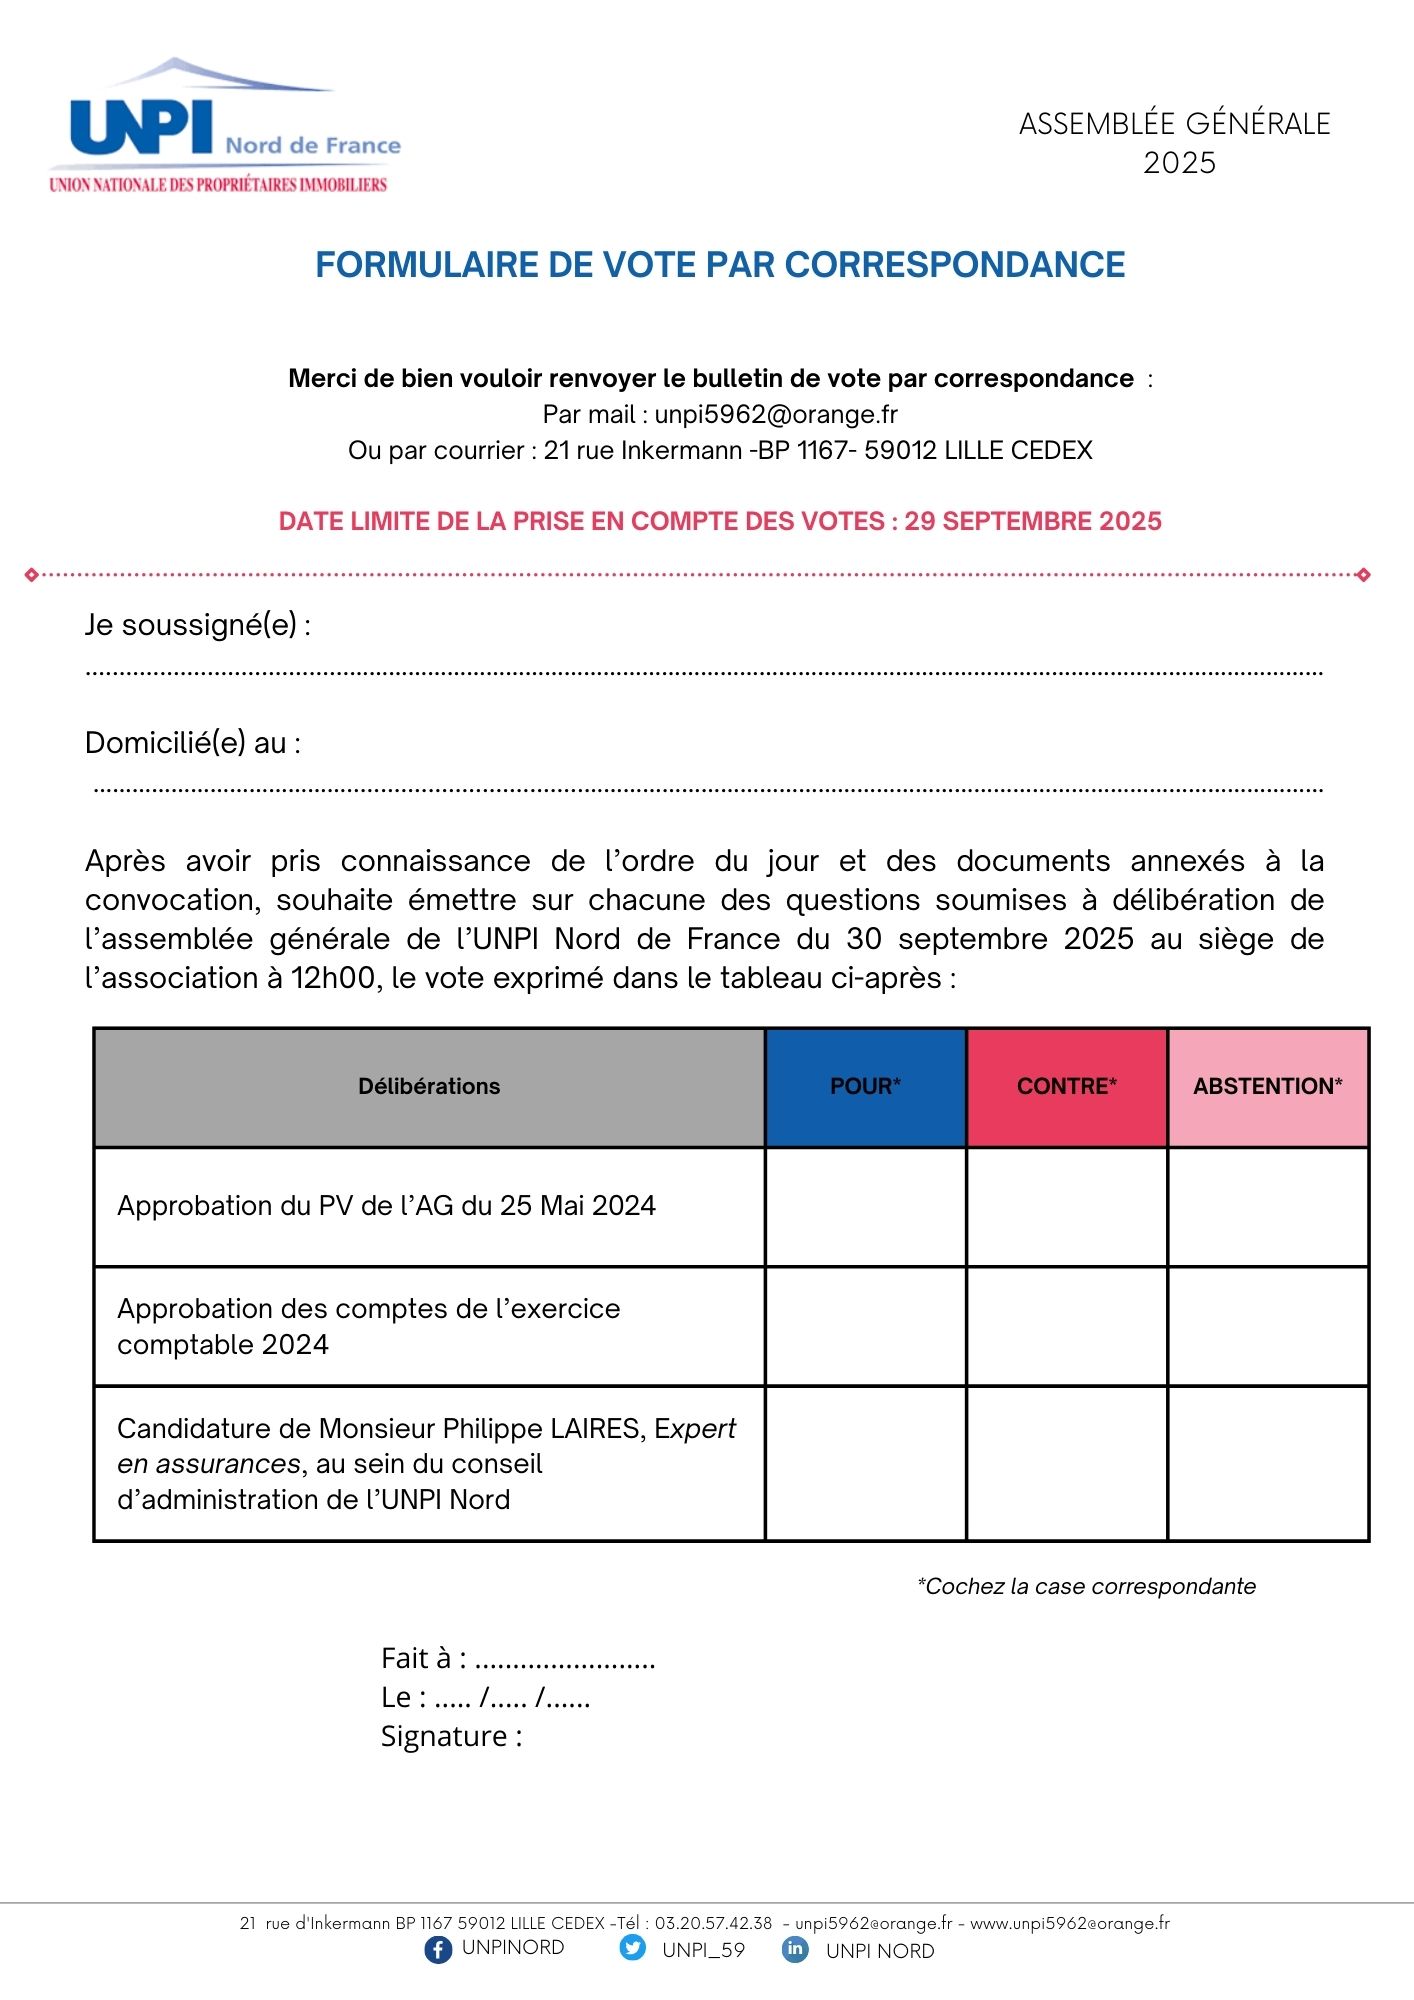 UNPI Nord de France
UNION NATIONALE DES PROPRIÉTAIRES IMMOBILIERS
ASSEMBLÉE GÉNÉRALE
2025
FORMULAIRE DE VOTE PAR CORRESPONDANCE
Merci de bien vouloir renvoyer le bulletin de vote par correspondance :
Par mail : unpi5962@orange.fr
Ou par courrier : 21 rue Inkermann -BP 1167- 59012 LILLE CEDEX
DATE LIMITE DE LA PRISE EN COMPTE DES VOTES : 29 SEPTEMBRE 2025
Je soussigné(e) :
Domicilié(e) au :
Après avoir pris connaissance de l’ordre du jour et des documents annexés à la
convocation, souhaite émettre sur chacune des questions soumises à délibération de
l’assemblée générale de l’UNPI Nord de France du 30 septembre 2025 au siège de
l’association à 12h00, le vote exprimé dans le tableau ci-après :
Délibérations POUR* CONTRE* ABSTENTION*
Approbation du PV de l’AG du 25 Mai 2024
Approbation des comptes de l’exercice
comptable 2024
Candidature de Monsieur Philippe LAIRES, Expert
en assurances, au sein du conseil
d’administration de l’UNPI Nord
*Cochez la case correspondante
Fait à : ........................
Le : ..... /..... /......
Signature :
21 rue d'Inkermann BP 1167 59012 LILLE CEDEX -Tél : 03.20.57.42.38 - unpi5962@orange.fr - www.unpi5962@orange.fr
UNPINORD UNPI_59 UNPI NORD